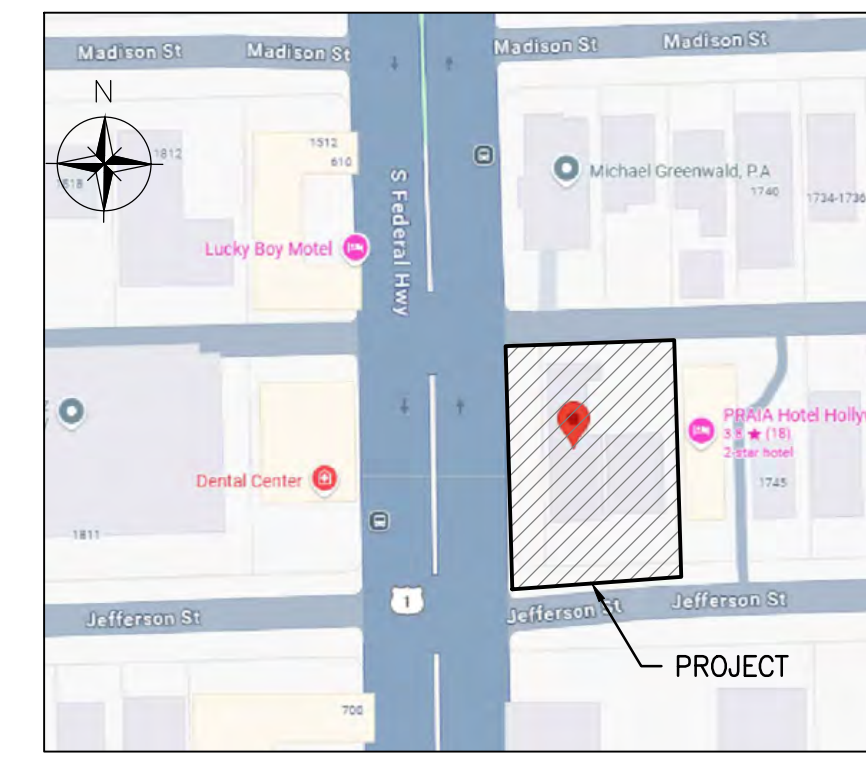 Madison St
Madison St
Madison St
Madison St
N
1812
1512
610
1818
S Federal Hwy
Michael Greenwald, P.A
1740
1734-1736
Lucky Boy Motel
PRAIA Hotel Holly
3.8 ★ (18)
2-star hotel
Dental Center
1745
1811
1
Jefferson St
Jefferson St
Jefferson St
PROJECT
700